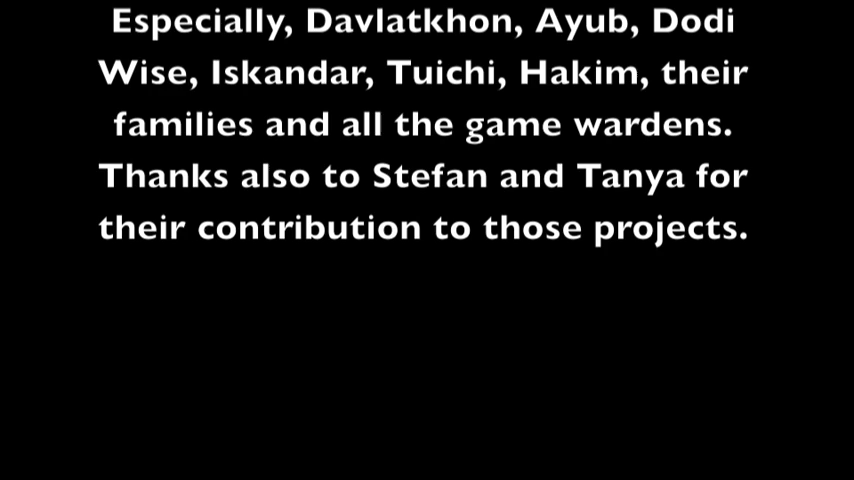 Especially, Davlatkhon, Ayub, Dodi
Wise, Iskandar, Tuichi, Hakim, their
families and all the game wardens.
Thanks also to Stefan and Tanya for
their contribution to those projects.